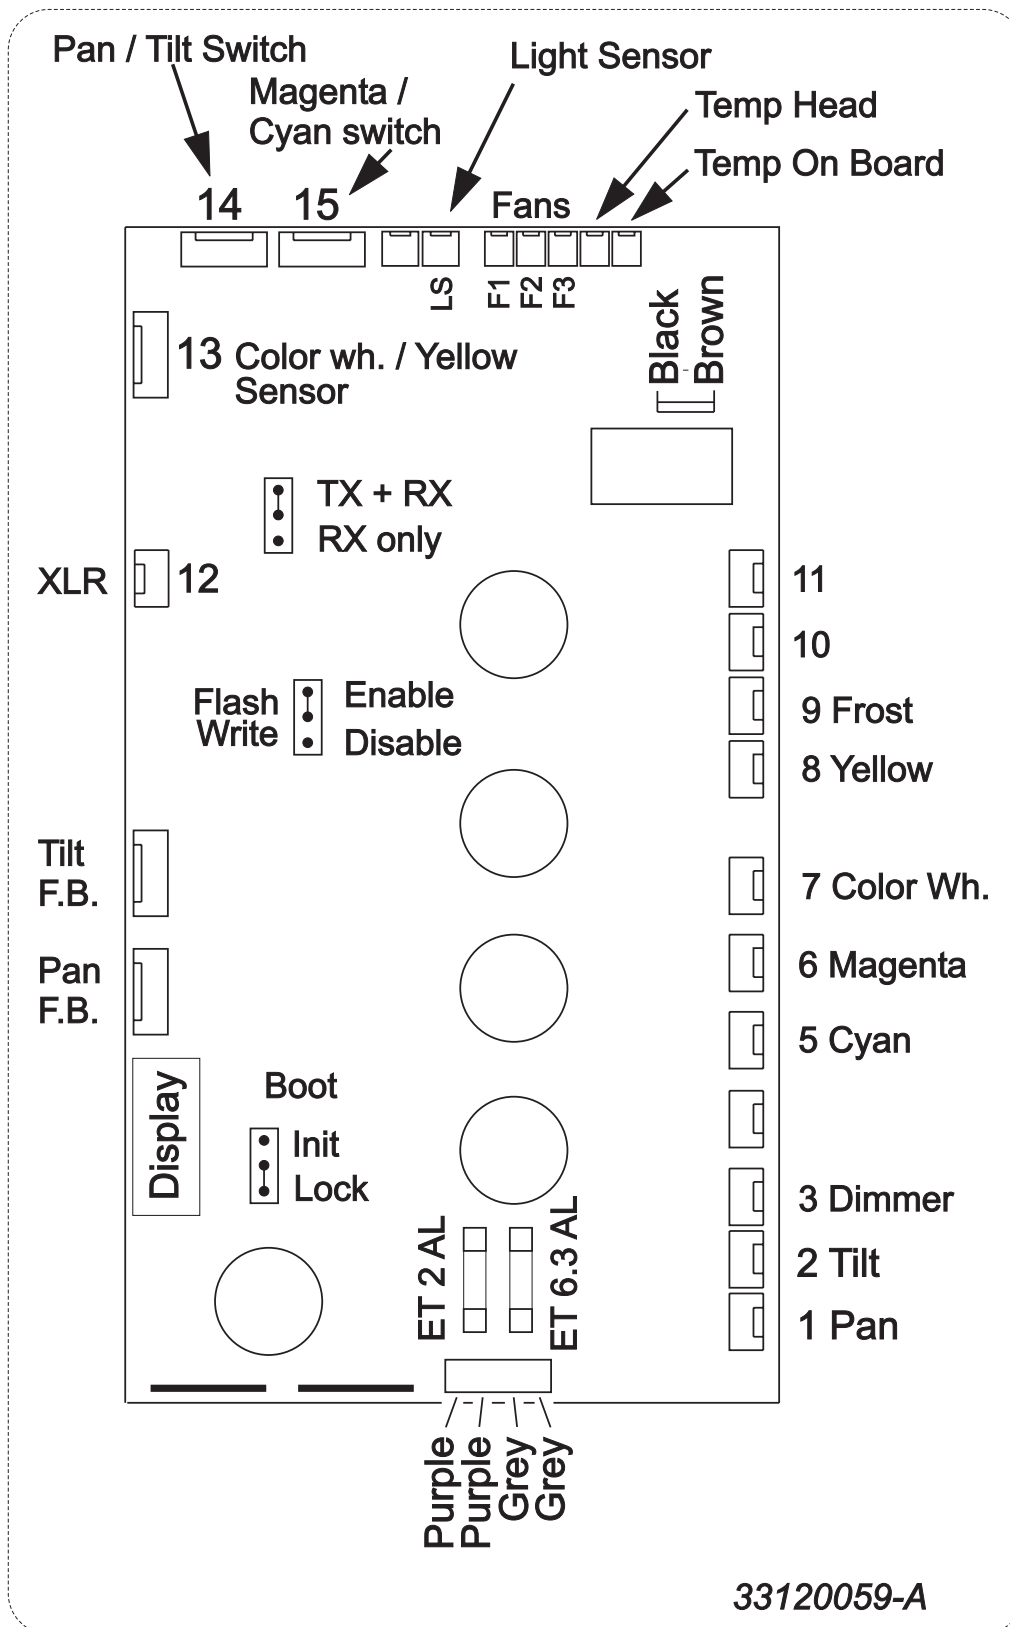 Pan / Tilt Switch
Light Sensor
Magenta /
Cyan switch
Temp Head
Temp On Board
14
15
Fans
LS
F1
F2
F3
Black
Brown
13 Color wh. / Yellow
Sensor
TX + RX
RX only
XLR
12
11
10
Flash
Write
Enable
Disable
9 Frost
8 Yellow
Tilt
F.B.
7 Color Wh.
Pan
F.B.
6 Magenta
5 Cyan
Display
Boot
Init
Lock
3 Dimmer
2 Tilt
1 Pan
ET 2 AL
ET 6.3 AL
Purple
Purple
Grey
Grey
33120059-A